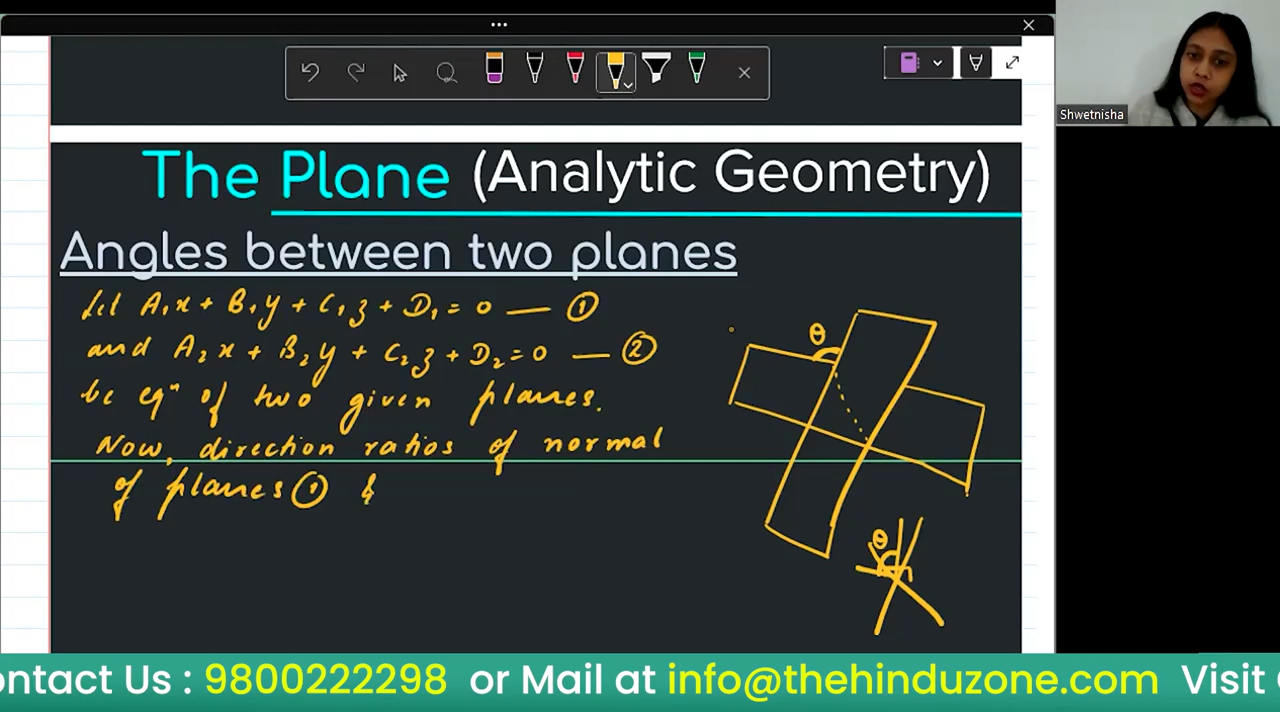 Shwetnisha
The Plane (Analytic Geometry)
Angles between two planes
Let A₁x + B₁y + C₁z + D₁ = 0 — ①
and A₂x + B₂y + C₂z + D₂ = 0 — ②
be eqⁿ of two given planes.
Now, direction ratios of normal
of planes ① &
θ
θ
ontact Us : 9800222298 or Mail at info@thehinduzone.com Visit